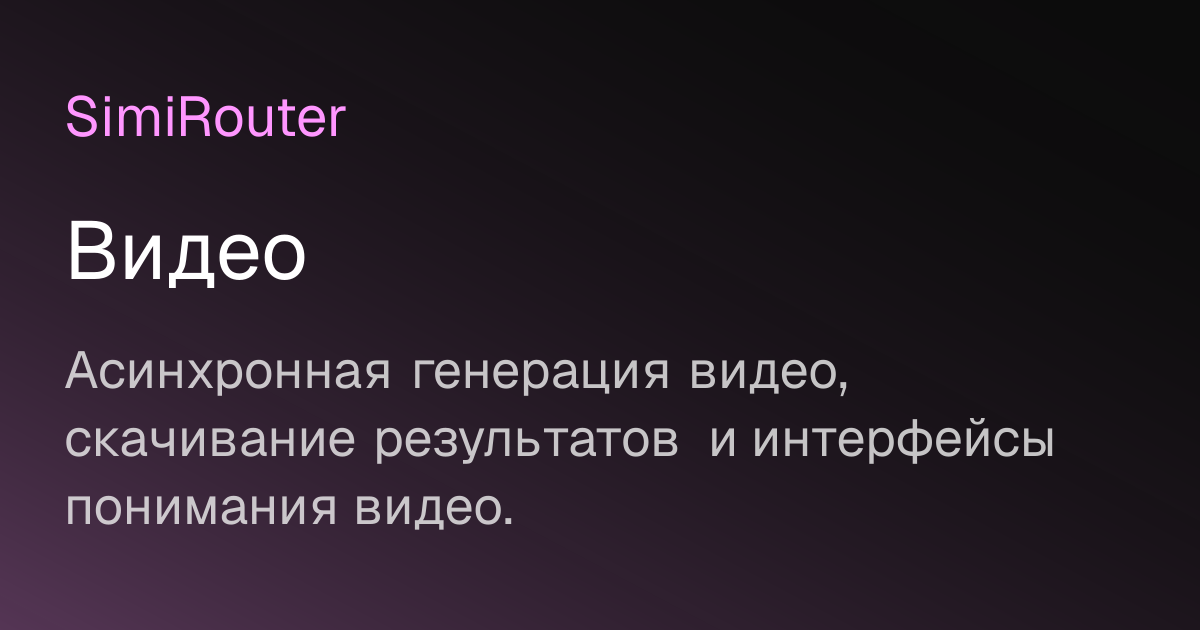 SimiRouter
Видео
Асинхронная генерация видео,
скачивание результатов  и интерфейсы
понимания видео.